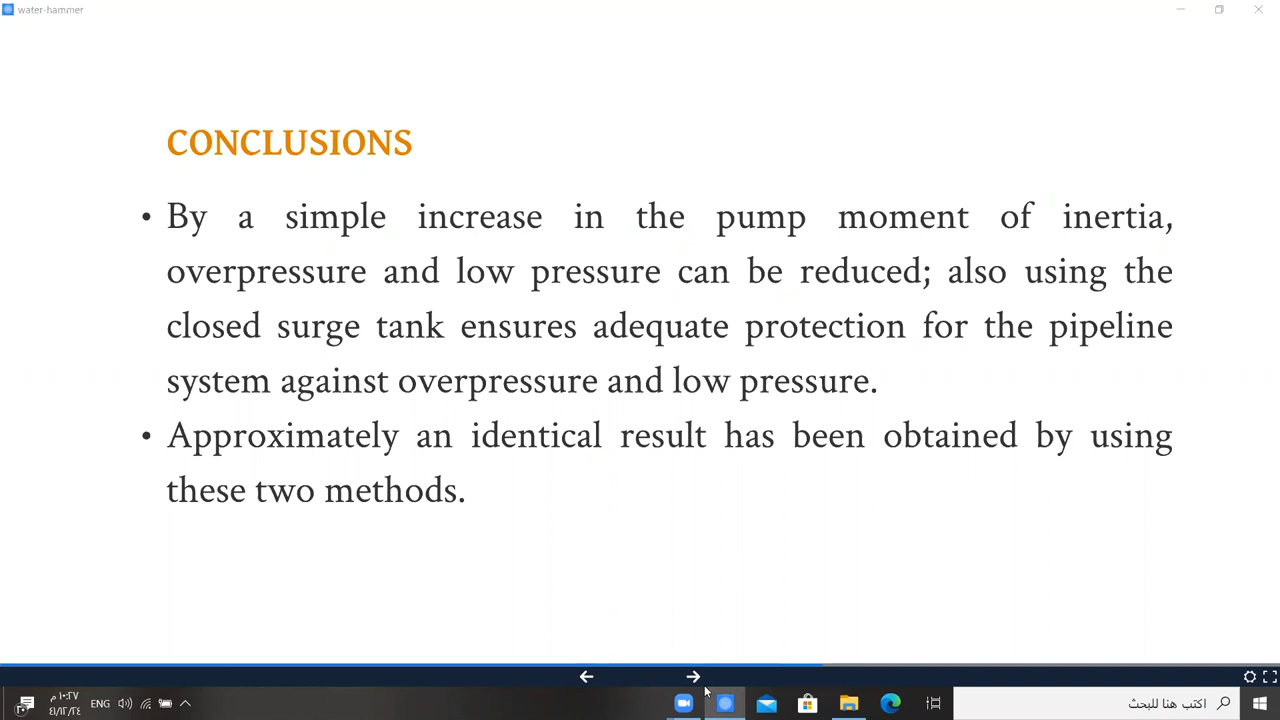 water-hammer
CONCLUSIONS
• By a simple increase in the pump moment of inertia,
overpressure and low pressure can be reduced; also using the
closed surge tank ensures adequate protection for the pipeline
system against overpressure and low pressure.
• Approximately an identical result has been obtained by using
these two methods.
ENG
اكتب هنا للبحث